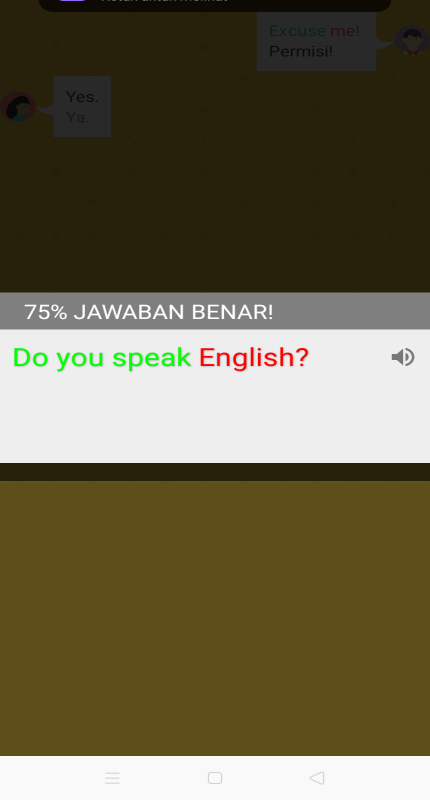 Excuse me!
Permisi!
Yes.
Ya.
75% JAWABAN BENAR!
Do you speak English?